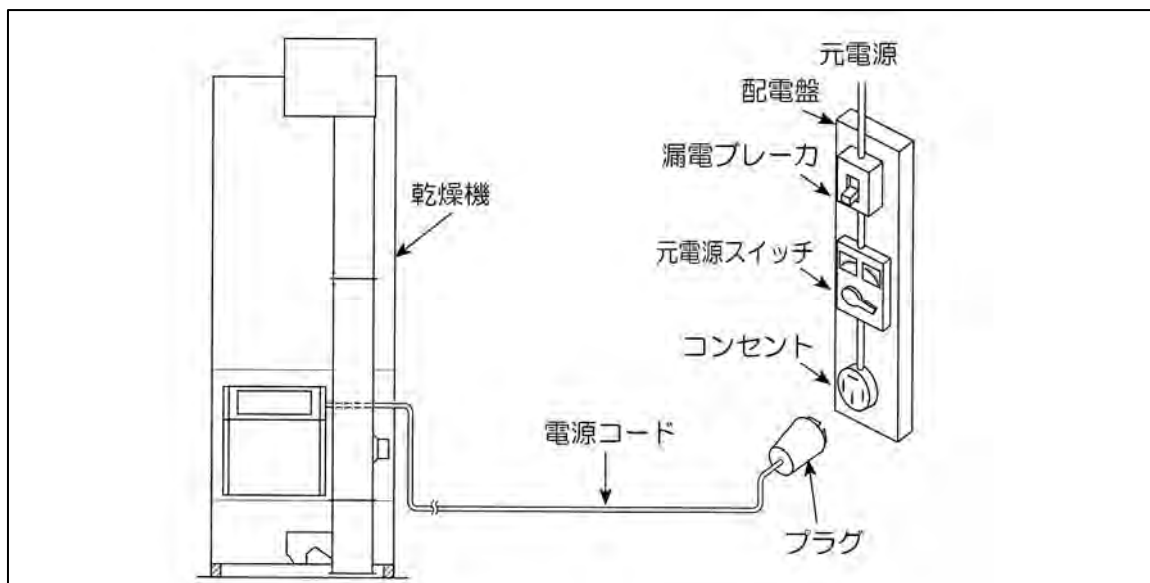 元電源
配電盤
漏電ブレーカ
乾燥機
元電源スイッチ
コンセント
電源コード
プラグ